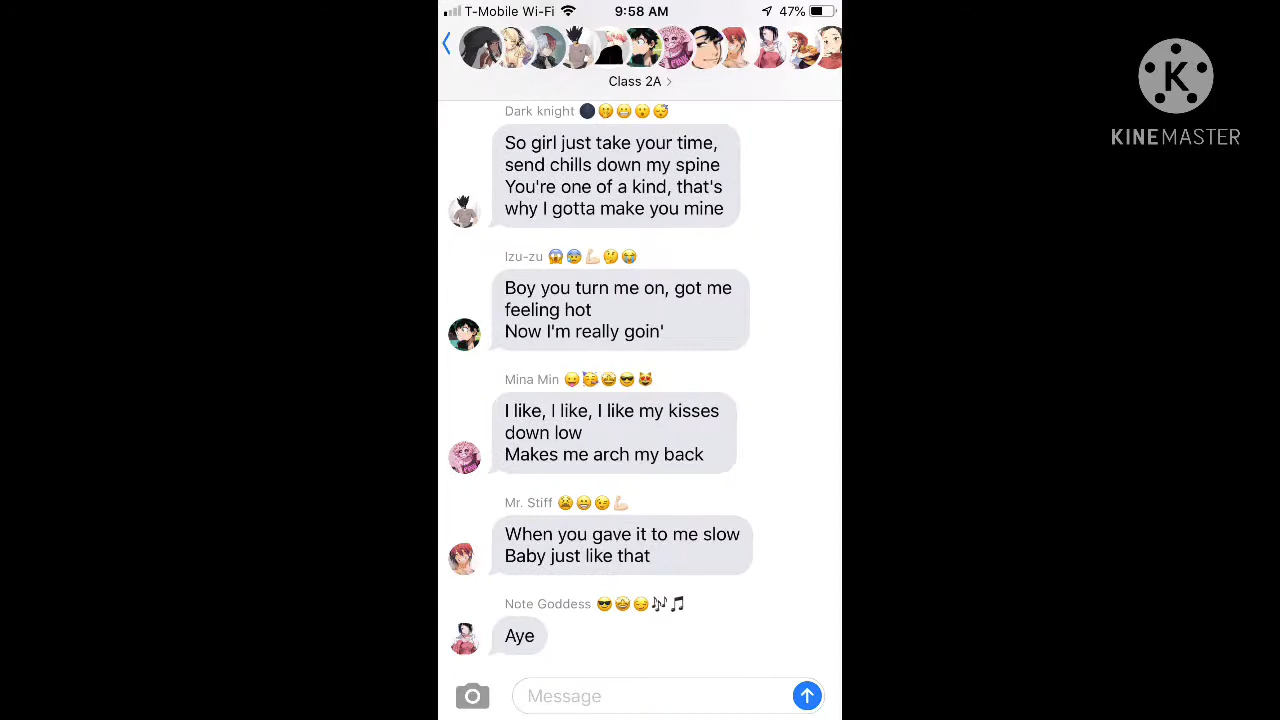 T-Mobile Wi-Fi 9:58 AM 47%
Class 2A >
K
KINEMASTER
Dark knight 🌑🤫😬😮😴
So girl just take your time,
send chills down my spine
You're one of a kind, that's
why I gotta make you mine
Izu-zu 😱😰💪🏻🤔😭
Boy you turn me on, got me
feeling hot
Now I'm really goin'
Mina Min 😛🥳🤩😎😻
I like, I like, I like my kisses
down low
Makes me arch my back
Mr. Stiff 😫😁😉💪🏻
When you gave it to me slow
Baby just like that
Note Goddess 😎🤩😏🎶🎵
Aye
Message